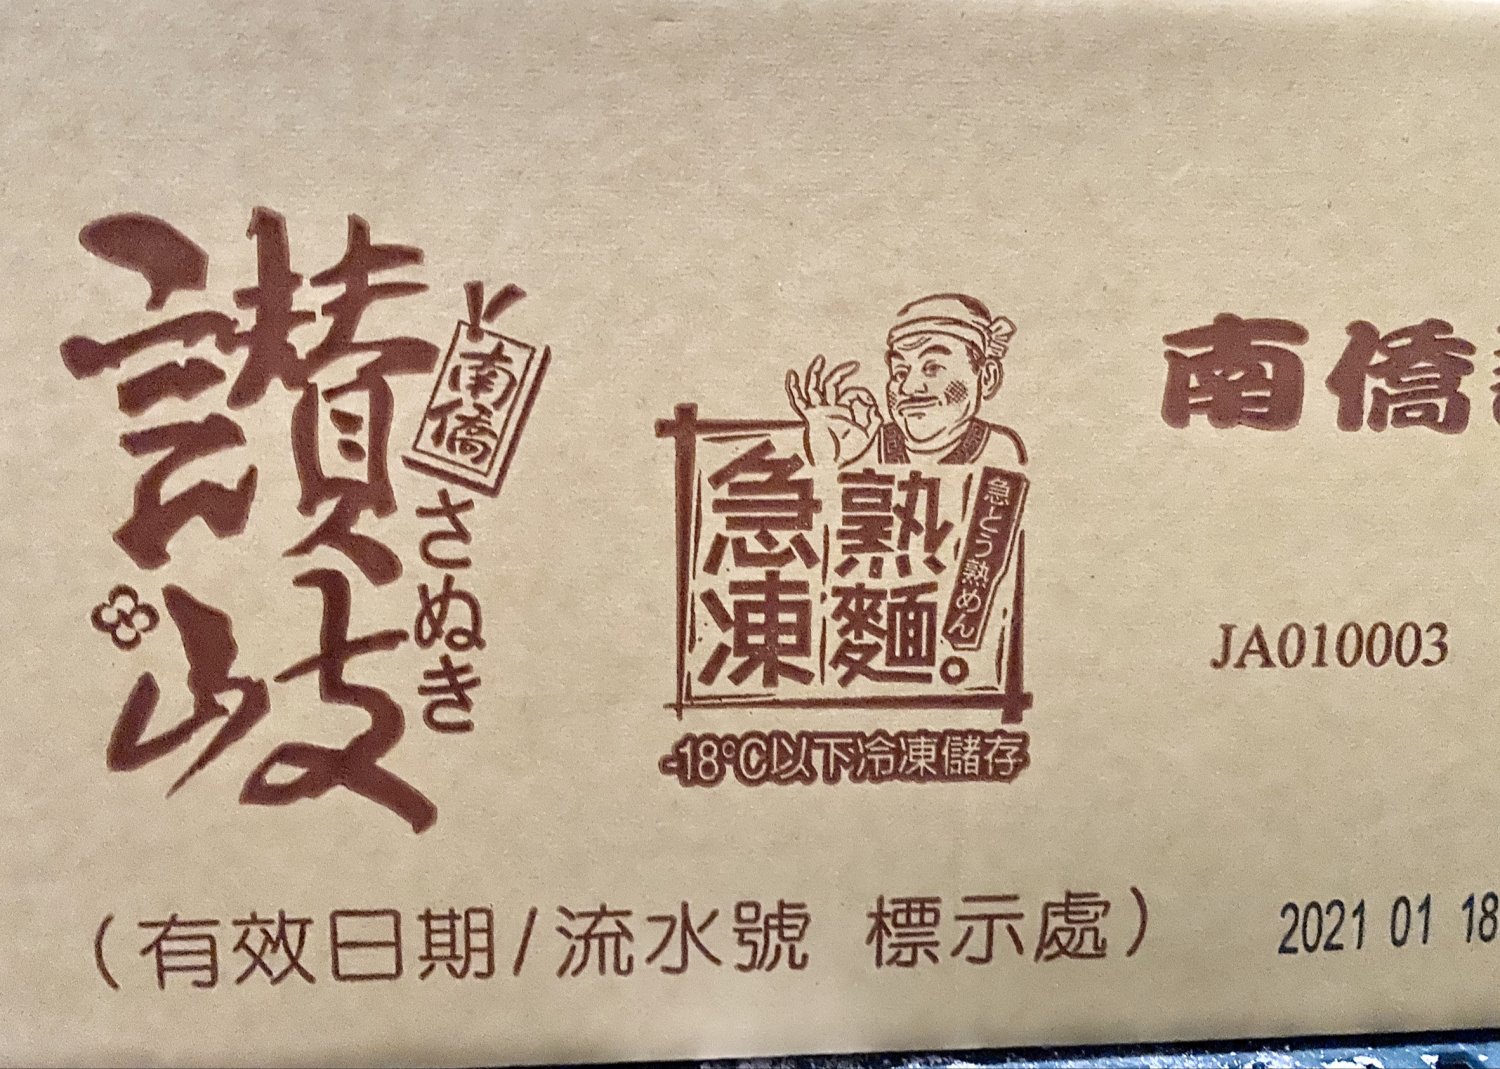 讃岐
南僑
さぬき
急凍
熟麵。
急とう熟めん
-18°C以下冷凍儲存
南僑
JA010003
(有效日期/流水號 標示處)
2021 01 18